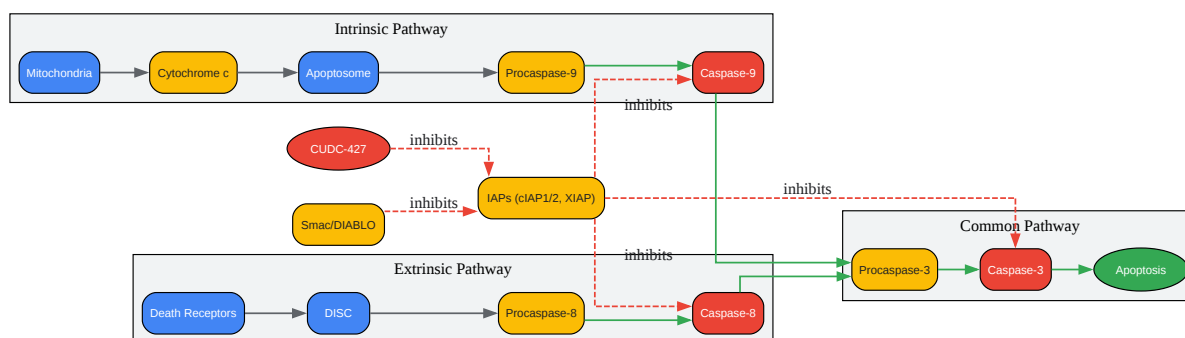 Intrinsic Pathway
Mitochondria
Cytochrome c
Apoptosome
Procaspase-9
Caspase-9
inhibits
CUDC-427
inhibits
IAPs (cIAP1/2, XIAP)
inhibits
Smac/DIABLO
inhibits
Common Pathway
Procaspase-3
Caspase-3
Apoptosis
inhibits
Extrinsic Pathway
Death Receptors
DISC
Procaspase-8
Caspase-8